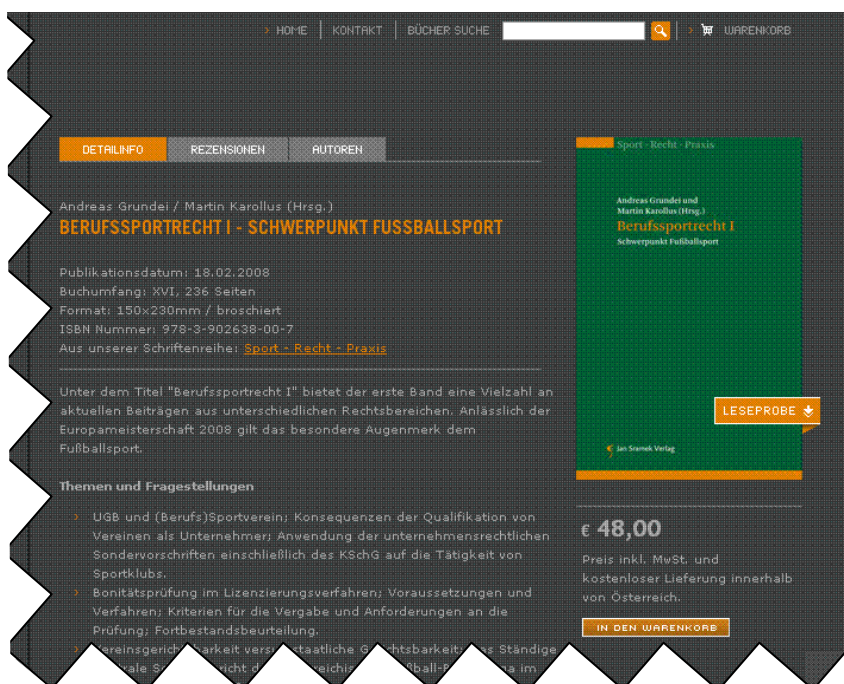 > HOME | KONTAKT | BÜCHER SUCHE > WARENKORB
DETAILINFO REZENSIONEN AUTOREN
Andreas Grundei / Martin Karollus (Hrsg.)
BERUFSSPORTRECHT I - SCHWERPUNKT FUSSBALLSPORT
Publikationsdatum: 18.02.2008
Buchumfang: XVI, 236 Seiten
Format: 150x230mm / broschiert
ISBN Nummer: 978-3-902638-00-7
Aus unserer Schriftenreihe: Sport - Recht - Praxis
Unter dem Titel "Berufssportrecht I" bietet der erste Band eine Vielzahl an
aktuellen Beiträgen aus unterschiedlichen Rechtsbereichen. Anlässlich der
Europameisterschaft 2008 gilt das besondere Augenmerk dem
Fußballsport.
Themen und Fragestellungen
> UGB und (Berufs)Sportverein; Konsequenzen der Qualifikation von
Vereinen als Unternehmer; Anwendung der unternehmensrechtlichen
Sondervorschriften einschließlich des KSchG auf die Tätigkeit von
Sportklubs.
> Bonitätsprüfung im Lizenzierungsverfahren; Voraussetzungen und
Verfahren; Kriterien für die Vergabe und Anforderungen an die
Prüfung; Fortbestandsbeurteilung.
staatliche Ständige
im
Sport - Recht - Praxis
Andreas Grundei und
Martin Karollus (Hrsg.)
Berufssportrecht I
Schwerpunkt Fußballsport
LESEPROBE
Jan Sramek Verlag
€ 48,00
Preis inkl. MwSt. und
kostenloser Lieferung innerhalb
von Österreich.
IN DEN WARENKORB